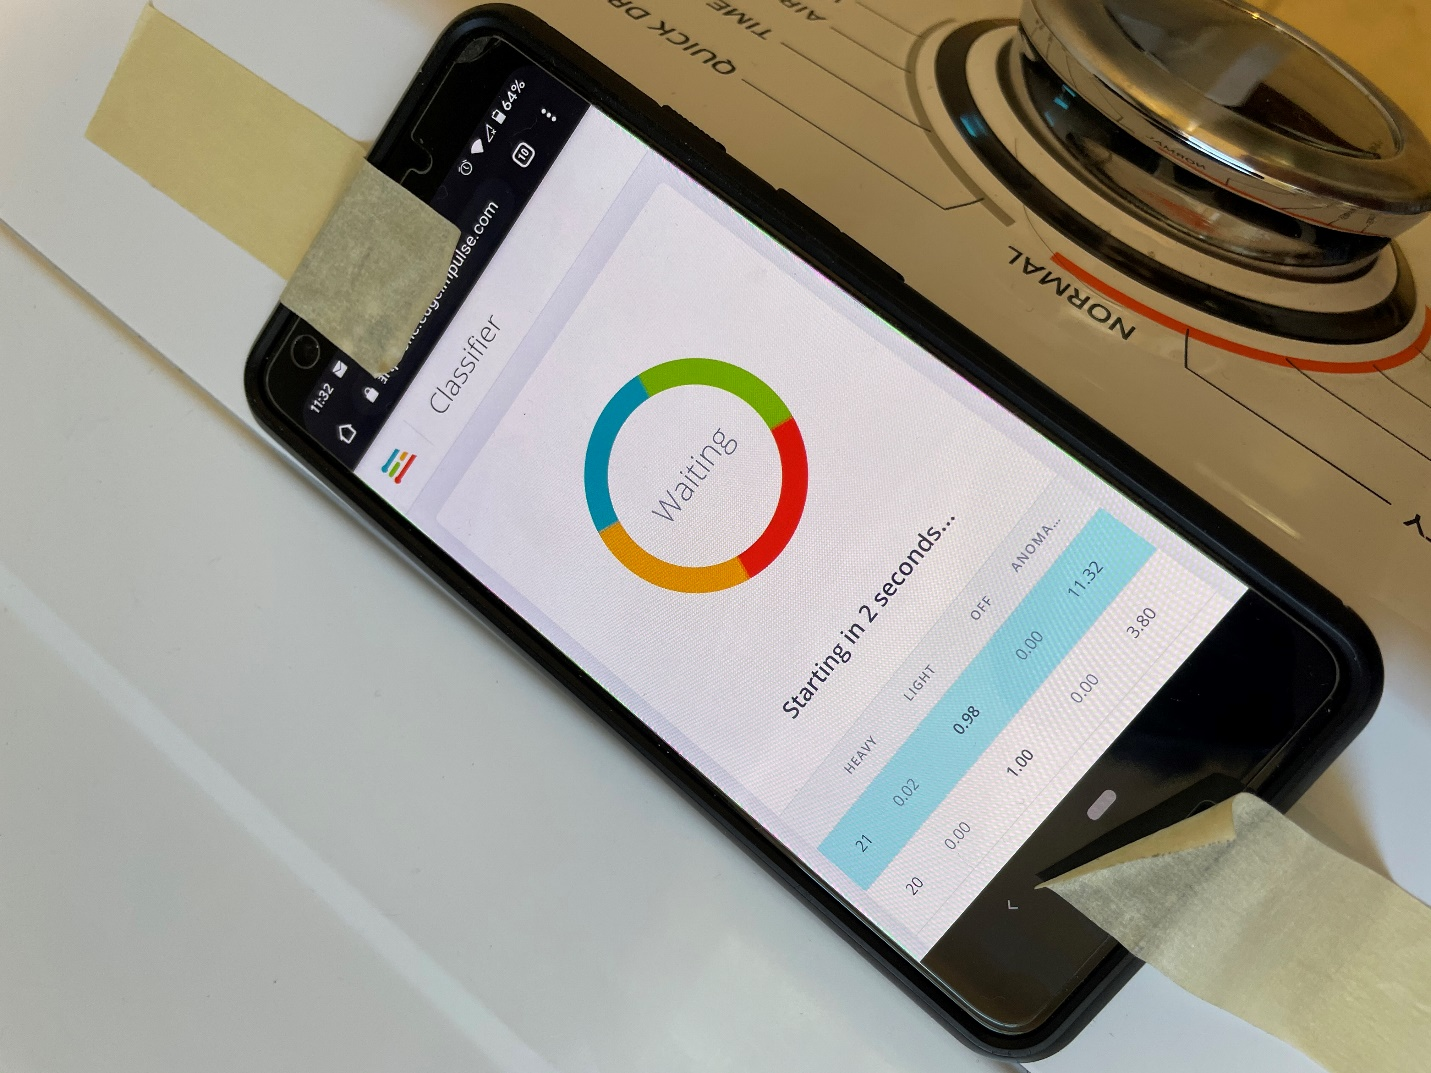 11:32 64%
10
Classifier
Waiting
Starting in 2 seconds...
HEAVY LIGHT OFF ANOMA...
21 0.02 0.98 0.00 11.32
20 0.00 1.00 0.00 3.80
QUICK
TIME
NORMAL